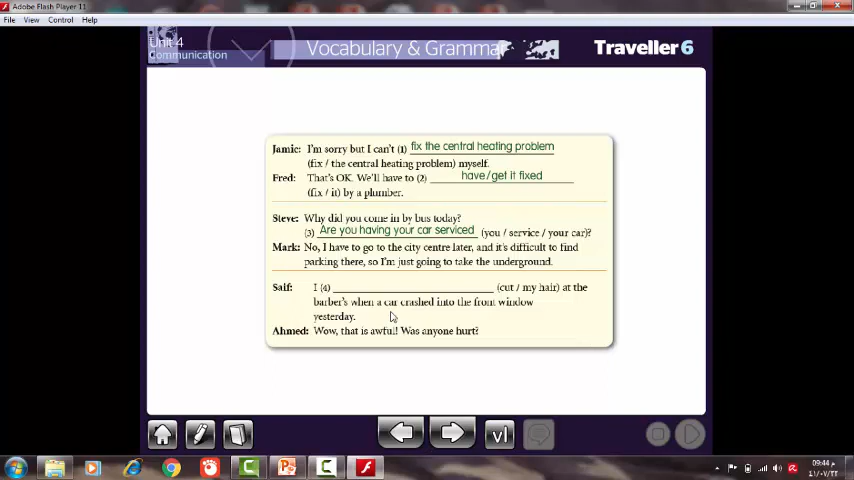 Adobe Flash Player 11
File View Control Help
Unit 4
Communication
Vocabulary & Grammar
Traveller 6
Jamie: I'm sorry but I can't (1) fix the central heating problem
(fix / the central heating problem) myself.
Fred: That's OK. We'll have to (2) have/get it fixed
(fix / it) by a plumber.
Steve: Why did you come in by bus today?
(3) Are you having your car serviced (you / service / your car)?
Mark: No, I have to go to the city centre later, and it's difficult to find
parking there, so I'm just going to take the underground.
Saif: I (4) (cut / my hair) at the
barber's when a car crashed into the front window
yesterday.
Ahmed: Wow, that is awful! Was anyone hurt?
√